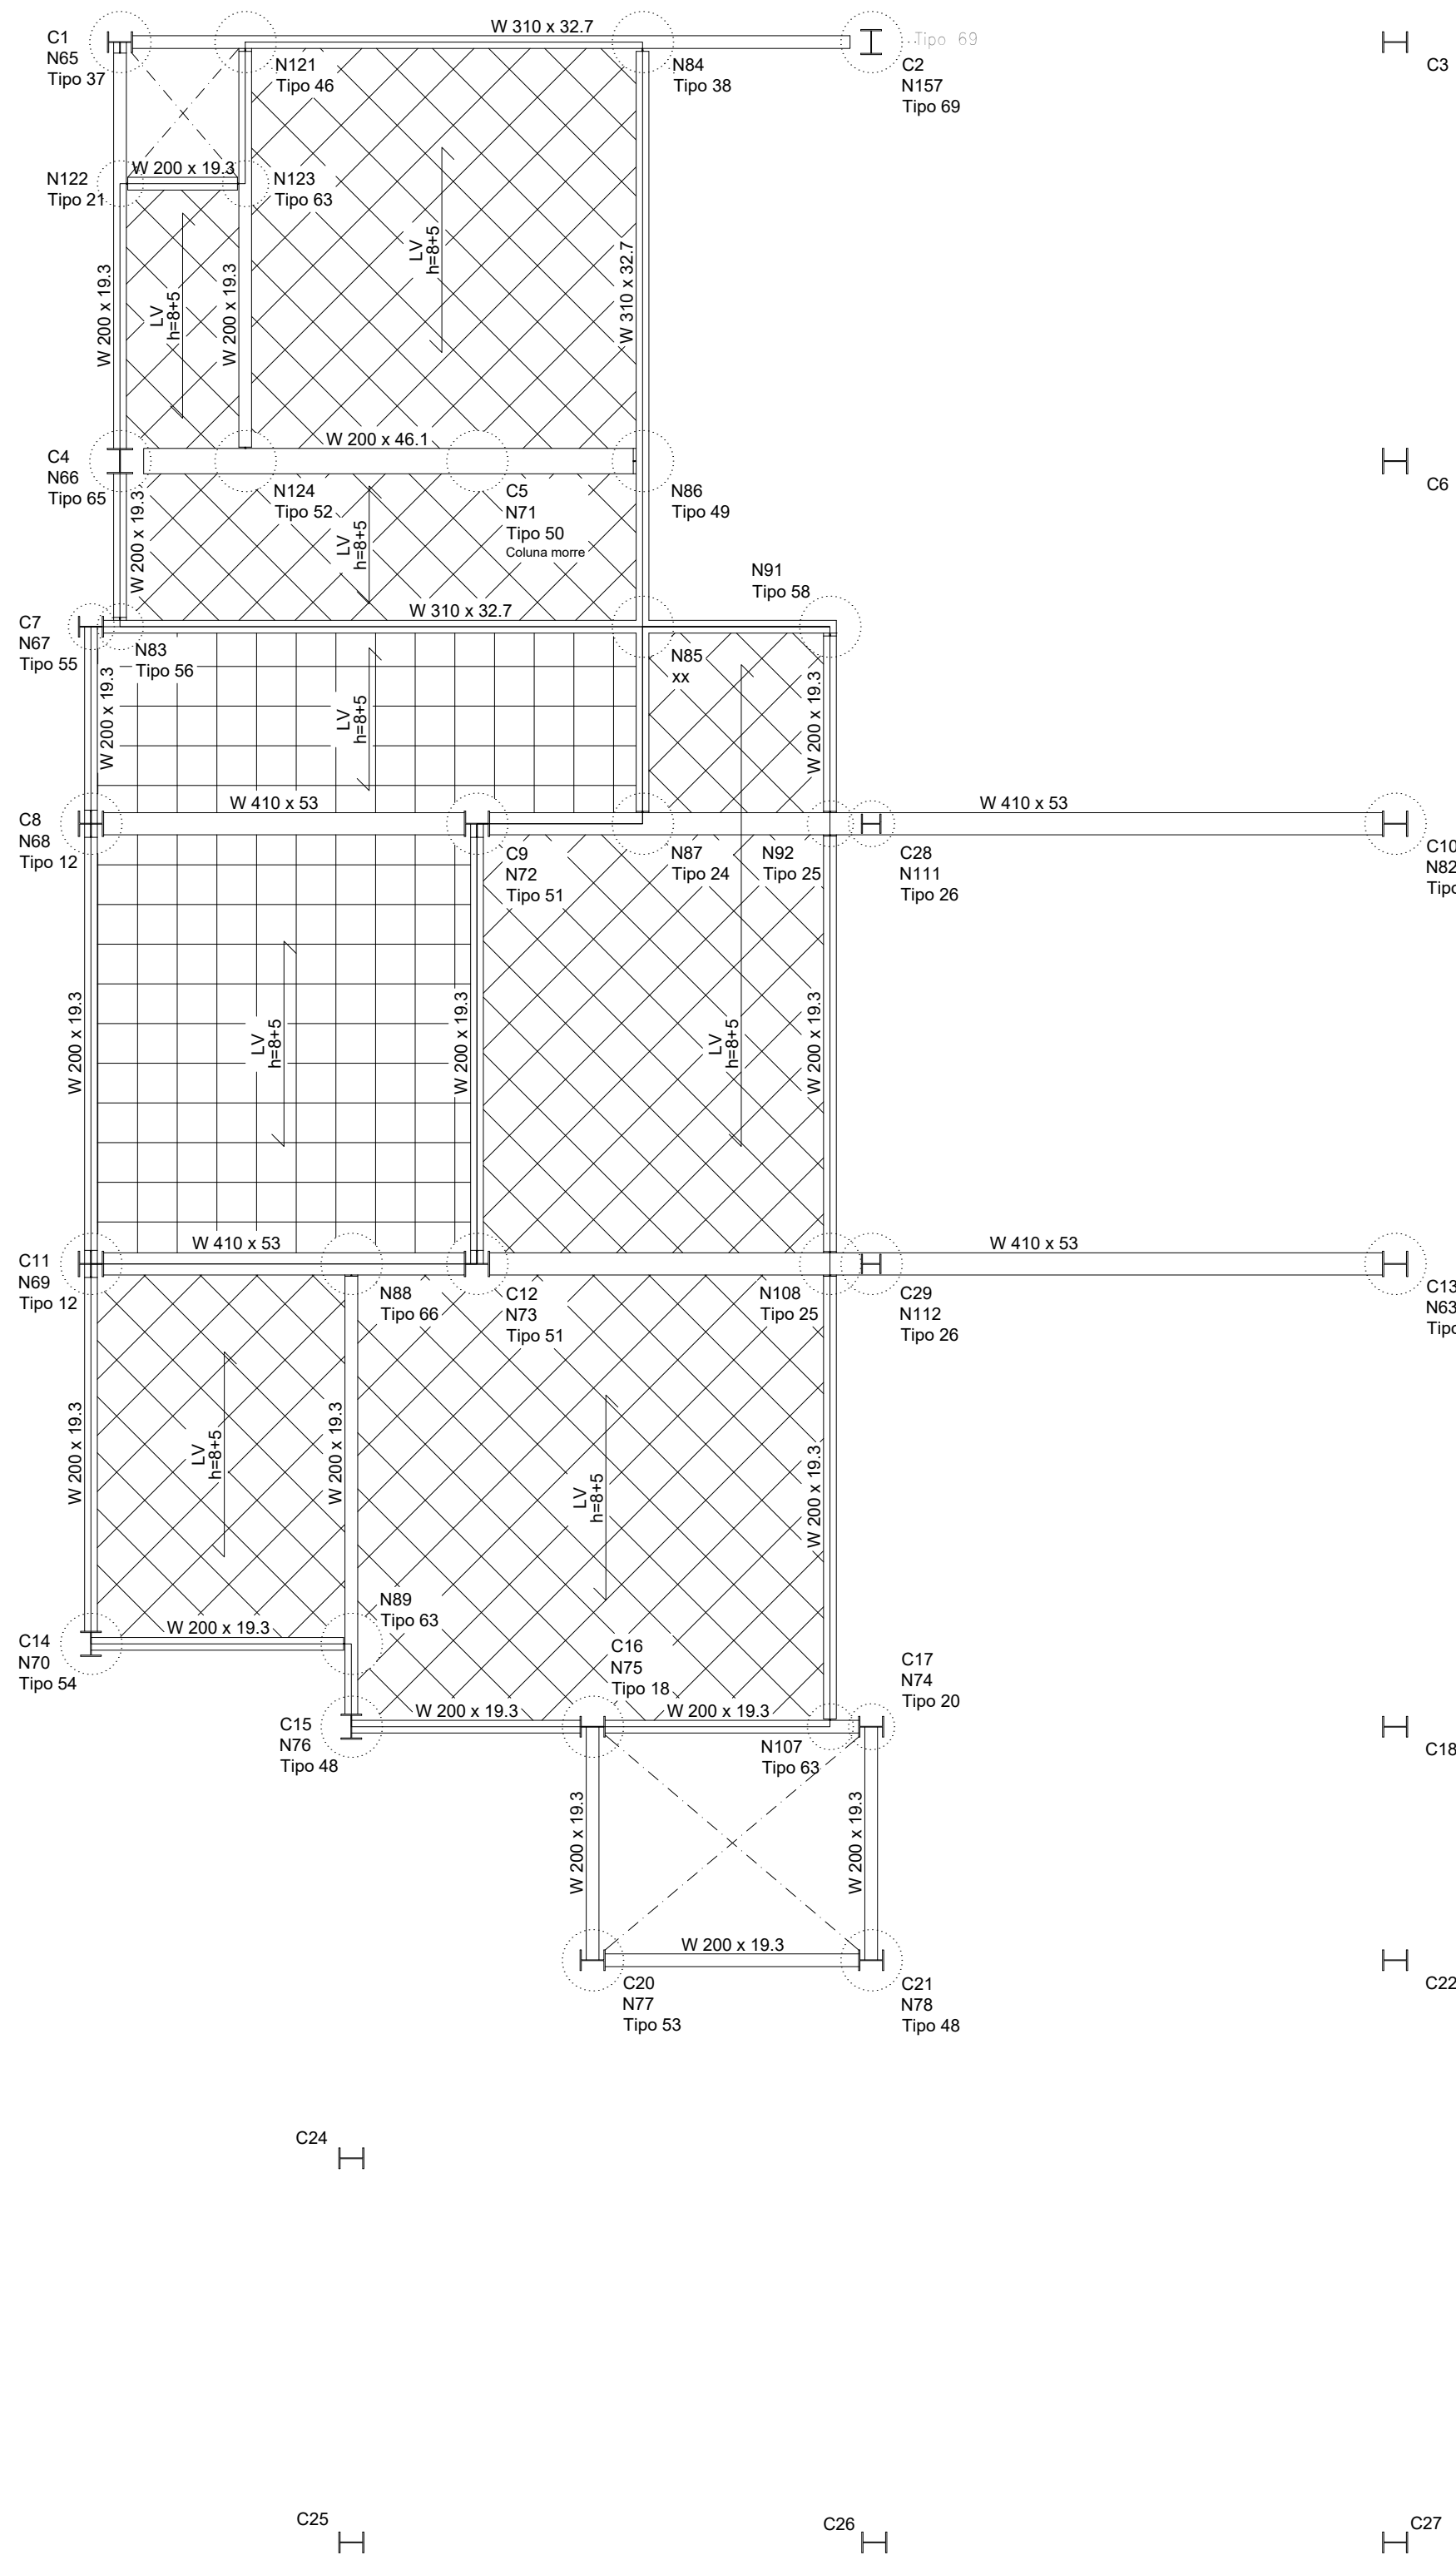 W 310 x 32.7
C1
N65
Tipo 37
N121
Tipo 46
N84
Tipo 38
Tipo 69
C2
N157
Tipo 69
C3
N122
Tipo 21
W 200 x 19.3
N123
Tipo 63
W 200 x 19.3
LV
h=8+5
W 200 x 19.3
LV
h=8+5
W 310 x 32.7
W 200 x 46.1
C4
N66
Tipo 65
N124
Tipo 52
C5
N71
Tipo 50
Coluna morre
N86
Tipo 49
C6
W 200 x 19.3
LV
h=8+5
N91
Tipo 58
W 310 x 32.7
C7
N67
Tipo 55
N83
Tipo 56
N85
xx
W 200 x 19.3
LV
h=8+5
W 200 x 19.3
W 410 x 53
W 410 x 53
C8
N68
Tipo 12
C9
N72
Tipo 51
N87
Tipo 24
N92
Tipo 25
C28
N111
Tipo 26
C10
N82
W 200 x 19.3
LV
h=8+5
W 200 x 19.3
LV
h=8+5
W 200 x 19.3
W 410 x 53
W 410 x 53
C11
N69
Tipo 12
N88
Tipo 66
C12
N73
Tipo 51
N108
Tipo 25
C29
N112
Tipo 26
C13
N63
W 200 x 19.3
LV
h=8+5
W 200 x 19.3
LV
h=8+5
W 200 x 19.3
N89
Tipo 63
W 200 x 19.3
C14
N70
Tipo 54
C16
N75
Tipo 18
C17
N74
Tipo 20
W 200 x 19.3
W 200 x 19.3
C15
N76
Tipo 48
N107
Tipo 63
C18
W 200 x 19.3
W 200 x 19.3
W 200 x 19.3
C20
N77
Tipo 53
C21
N78
Tipo 48
C22
C24
C25
C26
C27